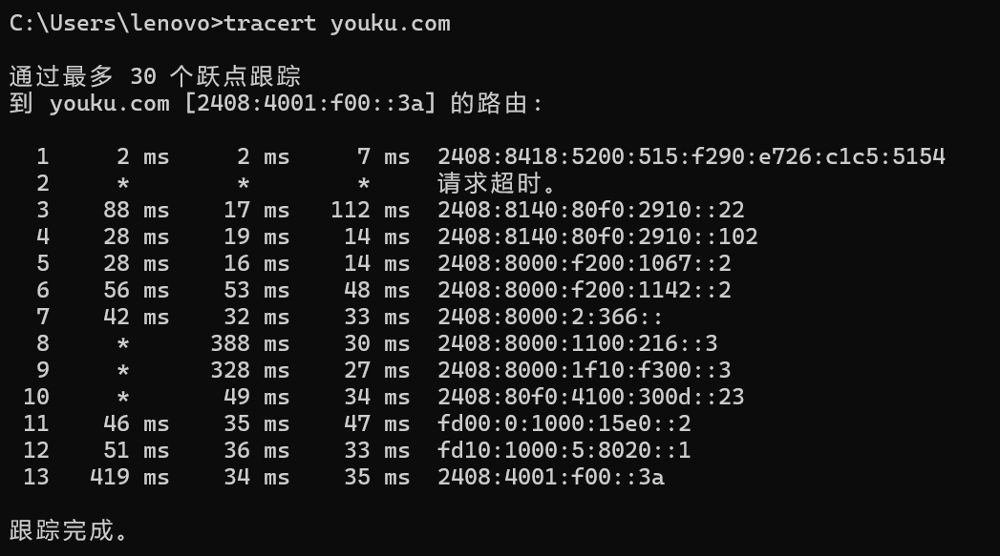 C:\Users\lenovo>tracert youku.com
通过最多 30 个跃点跟踪
到 youku.com [2408:4001:f00::3a] 的路由:
1 2 ms 2 ms 7 ms 2408:8418:5200:515:f290:e726:c1c5:5154
2 * * * 请求超时。
3 88 ms 17 ms 112 ms 2408:8140:80f0:2910::22
4 28 ms 19 ms 14 ms 2408:8140:80f0:2910::102
5 28 ms 16 ms 14 ms 2408:8000:f200:1067::2
6 56 ms 53 ms 48 ms 2408:8000:f200:1142::2
7 42 ms 32 ms 33 ms 2408:8000:2:366::
8 * 388 ms 30 ms 2408:8000:1100:216::3
9 * 328 ms 27 ms 2408:8000:1f10:f300::3
10 * 49 ms 34 ms 2408:80f0:4100:300d::23
11 46 ms 35 ms 47 ms fd00:0:1000:15e0::2
12 51 ms 36 ms 33 ms fd10:1000:5:8020::1
13 419 ms 34 ms 35 ms 2408:4001:f00::3a
跟踪完成。